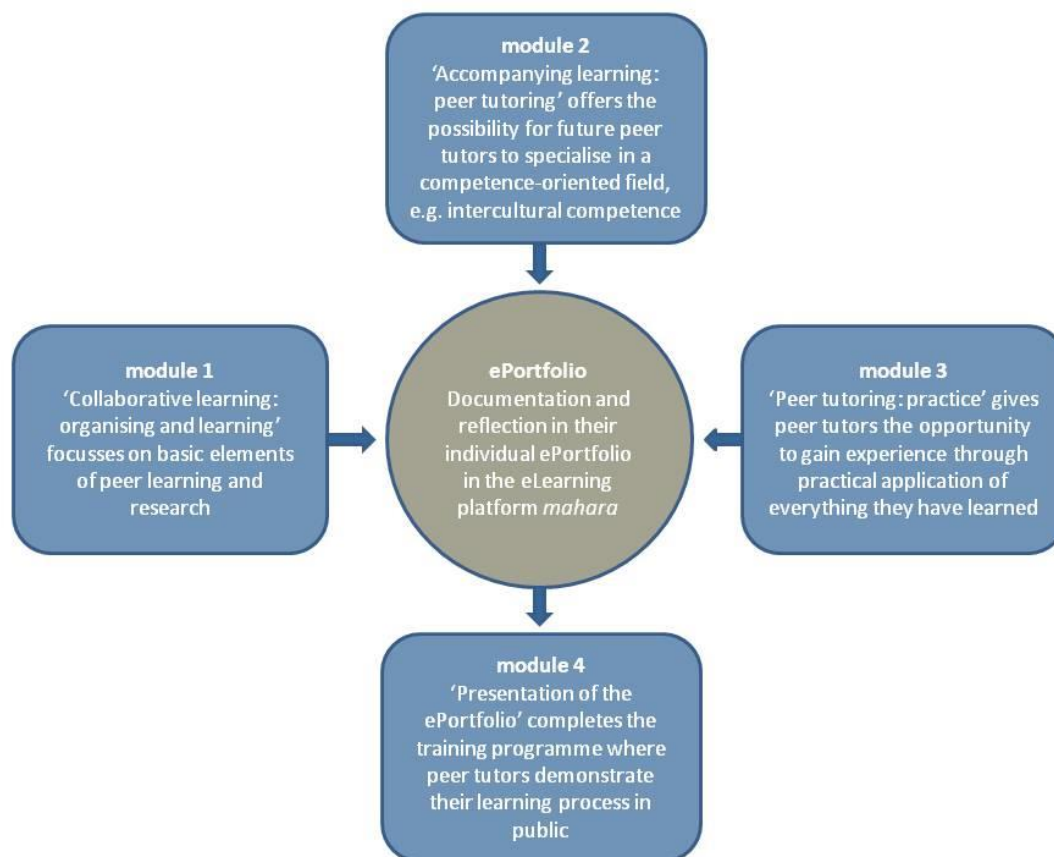 module 2
‘Accompanying learning:
peer tutoring’ offers the
possibility for future peer
tutors to specialise in a
competence-oriented field,
e.g. intercultural competence
module 1
‘Collaborative learning:
organising and learning’
focusses on basic elements
of peer learning and
research
ePortfolio
Documentation and
reflection in their
individual ePortfolio
in the eLearning
platform mahara
module 3
‘Peer tutoring: practice’ gives
peer tutors the opportunity
to gain experience through
practical application of
everything they have learned
module 4
‘Presentation of the
ePortfolio’ completes the
training programme where
peer tutors demonstrate
their learning process in
public